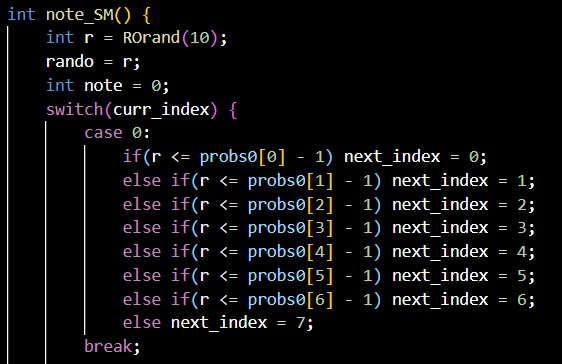 int note_SM() {
    int r = ROrand(10);
    rando = r;
    int note = 0;
    switch(curr_index) {
        case 0:
            if(r <= probs0[0] - 1) next_index = 0;
            else if(r <= probs0[1] - 1) next_index = 1;
            else if(r <= probs0[2] - 1) next_index = 2;
            else if(r <= probs0[3] - 1) next_index = 3;
            else if(r <= probs0[4] - 1) next_index = 4;
            else if(r <= probs0[5] - 1) next_index = 5;
            else if(r <= probs0[6] - 1) next_index = 6;
            else next_index = 7;
        break;